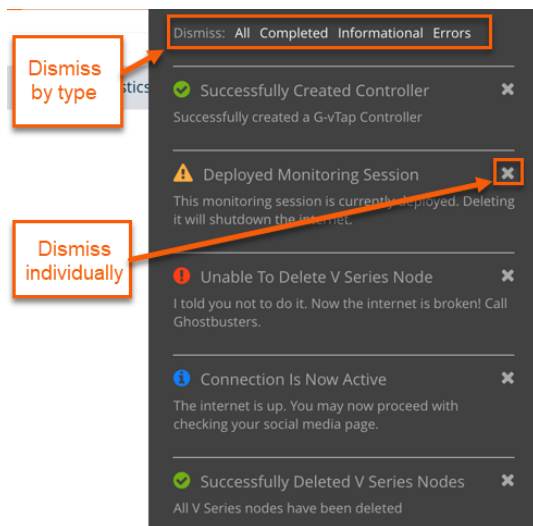 Dismiss: All Completed Informational Errors
Dismiss
by type
stics
Successfully Created Controller
Successfully created a G-vTap Controller
Deployed Monitoring Session
This monitoring session is currently deployed. Deleting
it will shutdown the internet.
Dismiss
individually
Unable To Delete V Series Node
I told you not to do it. Now the internet is broken! Call
Ghostbusters.
Connection Is Now Active
The internet is up. You may now proceed with
checking your social media page.
Successfully Deleted V Series Nodes
All V Series nodes have been deleted